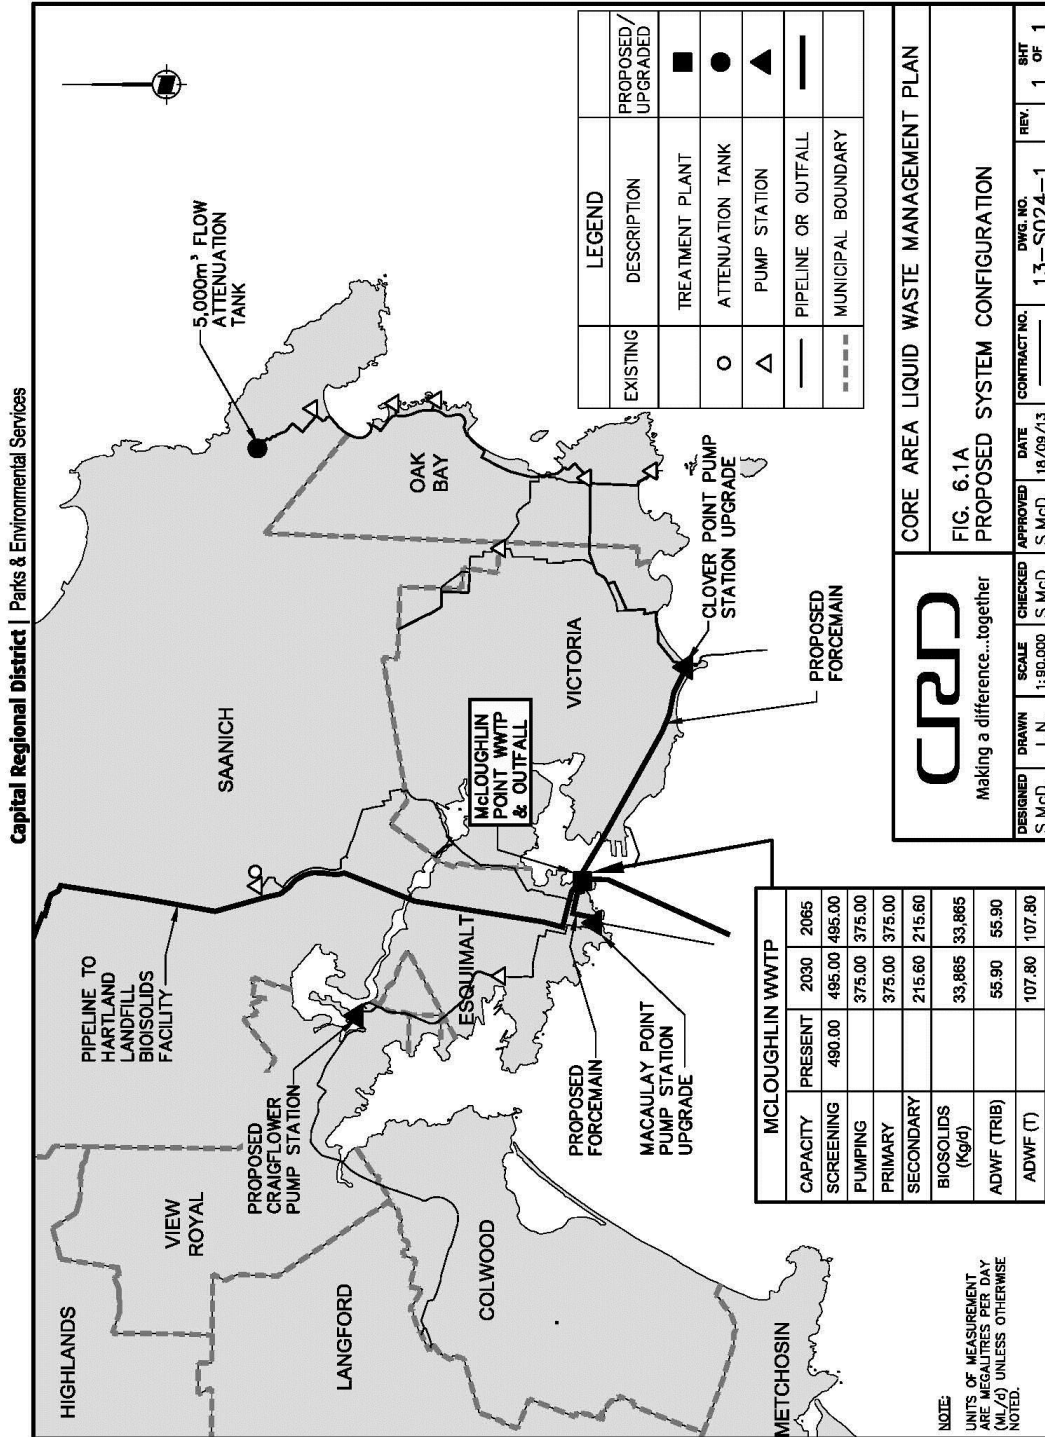 Capital Regional District | Parks & Environmental Services
HIGHLANDS
VIEW
ROYAL
LANGFORD
COLWOOD
METCHOSIN
SAANICH
ESQUIMALT
VICTORIA
OAK
BAY
PIPELINE TO
HARTLAND
LANDFILL
BIOISOLIDS
FACILITY
PROPOSED
CRAIGFLOWER
PUMP STATION
5,000m³ FLOW
ATTENUATION
TANK
McLOUGHLIN
POINT WWTP
& OUTFALL
PROPOSED
FORCEMAIN
MACAULAY POINT
PUMP STATION
UPGRADE
CLOVER POINT PUMP
STATION UPGRADE
PROPOSED
FORCEMAIN
LEGEND
EXISTING DESCRIPTION PROPOSED/
UPGRADED
TREATMENT PLANT
ATTENUATION TANK
PUMP STATION
PIPELINE OR OUTFALL
MUNICIPAL BOUNDARY
NOTE:
UNITS OF MEASUREMENT
ARE MEGALITRES PER DAY
(ML/d) UNLESS OTHERWISE
NOTED.
MCLOUGHLIN WWTP
CAPACITY PRESENT 2030 2065
SCREENING 490.00 495.00 495.00
PUMPING 375.00 375.00
PRIMARY 375.00 375.00
SECONDARY 215.60 215.60
BIOSOLIDS
(Kg/d) 33,865 33,865
ADWF (TRIB) 55.90 55.90
ADWF (T) 107.80 107.80
CRD
Making a difference...together
CORE AREA LIQUID WASTE MANAGEMENT PLAN
FIG. 6.1A
PROPOSED SYSTEM CONFIGURATION
DESIGNED DRAWN SCALE CHECKED APPROVED DATE CONTRACT NO. DWG. NO. REV. SHT
S.McD. J.N. 1:90,000 S.McD. S.McD. 18/09/13 13-S024-1 1 OF 1